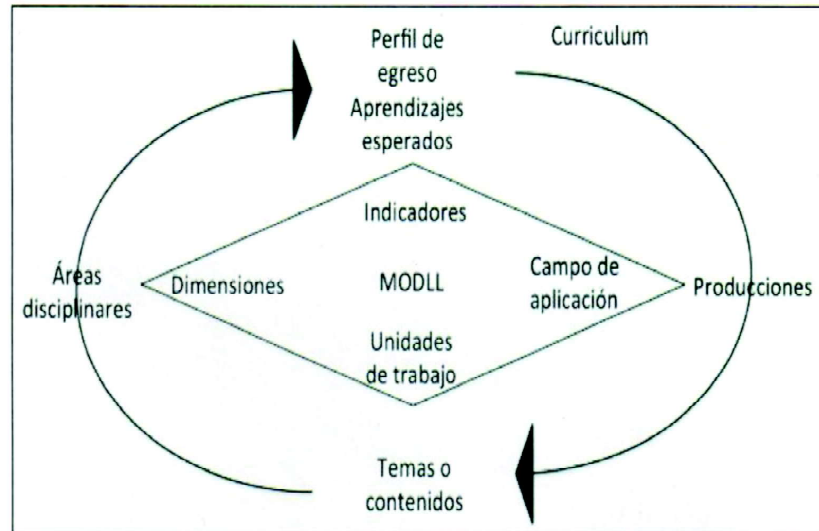 Perfil de
egreso
Curriculum
Aprendizajes
esperados
Indicadores
Áreas
disciplinares
Dimensiones
MODLL
Campo de
aplicación
Producciones
Unidades
de trabajo
Temas o
contenidos